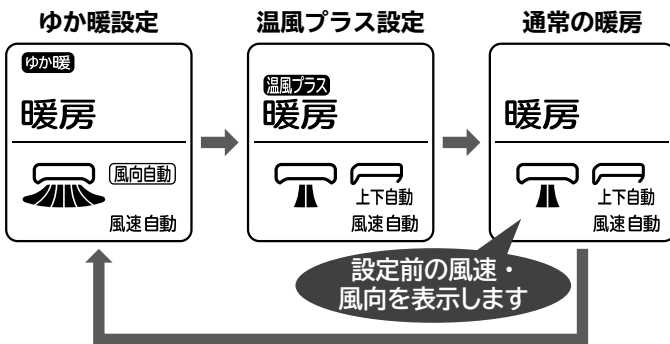 ゆか暖設定
ゆか暖
暖房
風向自動
風速自動
温風プラス設定
温風プラス
暖房
上下自動
風速自動
通常の暖房
暖房
上下自動
風速自動
設定前の風速・
風向を表示します